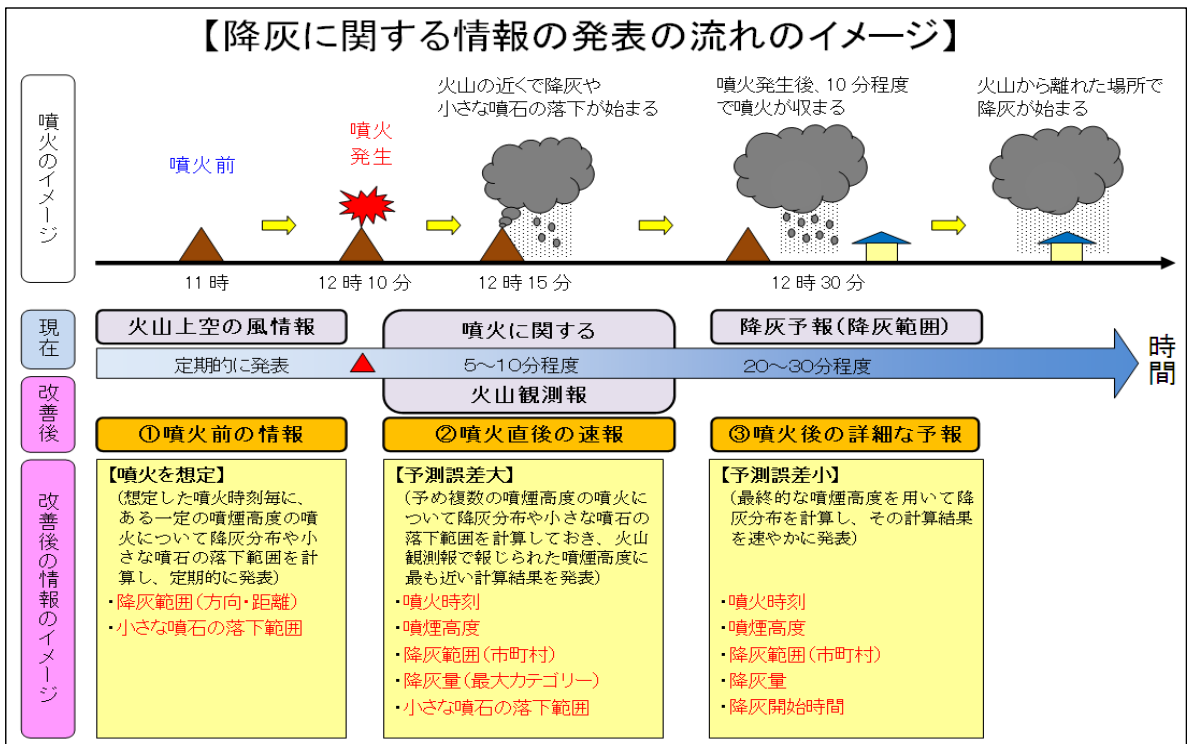 【降灰に関する情報の発表の流れのイメージ】
噴火のイメージ
噴火前
噴火
発生
火山の近くで降灰や
小さな噴石の落下が始まる
噴火発生後、10分程度
で噴火が収まる
火山から離れた場所で
降灰が始まる
11時
12時10分
12時15分
12時30分
現在
火山上空の風情報
噴火に関する
降灰予報(降灰範囲)
定期的に発表
5～10分程度
20～30分程度
時間
火山観測報
改善後
①噴火前の情報
②噴火直後の速報
③噴火後の詳細な予報
改善後の情報のイメージ
【噴火を想定】
(想定した噴火時刻毎に、
ある一定の噴煙高度の噴
火について降灰分布や小
さな噴石の落下範囲を計
算し、定期的に発表)
・降灰範囲(方向・距離)
・小さな噴石の落下範囲
【予測誤差大】
(予め複数の噴煙高度の噴火に
ついて降灰分布や小さな噴石の
落下範囲を計算しておき、火山
観測報で報じられた噴煙高度に
最も近い計算結果を発表)
・噴火時刻
・噴煙高度
・降灰範囲(市町村)
・降灰量(最大カテゴリー)
・小さな噴石の落下範囲
【予測誤差小】
(最終的な噴煙高度を用いて降
灰分布を計算し、その計算結果
を速やかに発表)
・噴火時刻
・噴煙高度
・降灰範囲(市町村)
・降灰量
・降灰開始時間